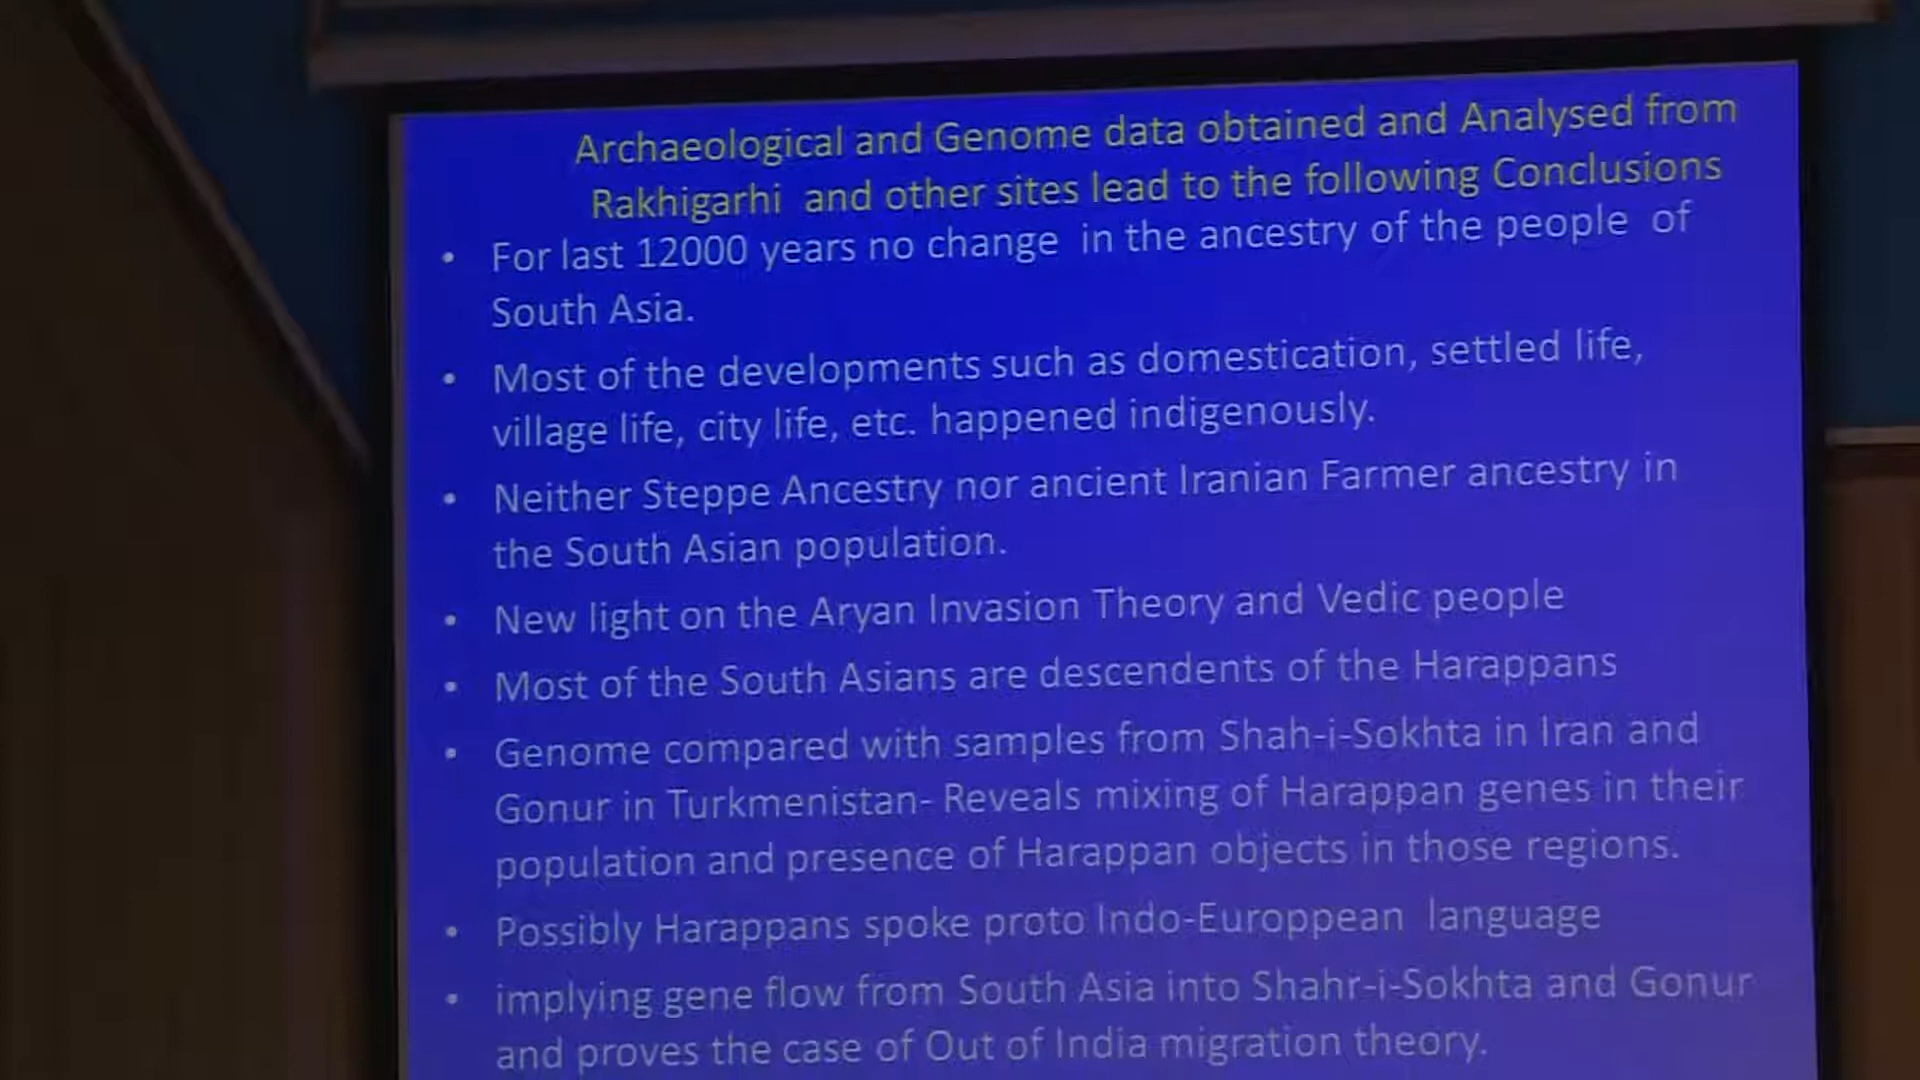 Archaeological and Genome data obtained and Analysed from
Rakhigarhi and other sites lead to the following Conclusions
• For last 12000 years no change in the ancestry of the people of
South Asia.
• Most of the developments such as domestication, settled life,
village life, city life, etc. happened indigenously.
• Neither Steppe Ancestry nor ancient Iranian Farmer ancestry in
the South Asian population.
• New light on the Aryan Invasion Theory and Vedic people
• Most of the South Asians are descendents of the Harappans
• Genome compared with samples from Shah-i-Sokhta in Iran and
Gonur in Turkmenistan- Reveals mixing of Harappan genes in their
population and presence of Harappan objects in those regions.
• Possibly Harappans spoke proto Indo-Europpean language
• implying gene flow from South Asia into Shahr-i-Sokhta and Gonur
and proves the case of Out of India migration theory.